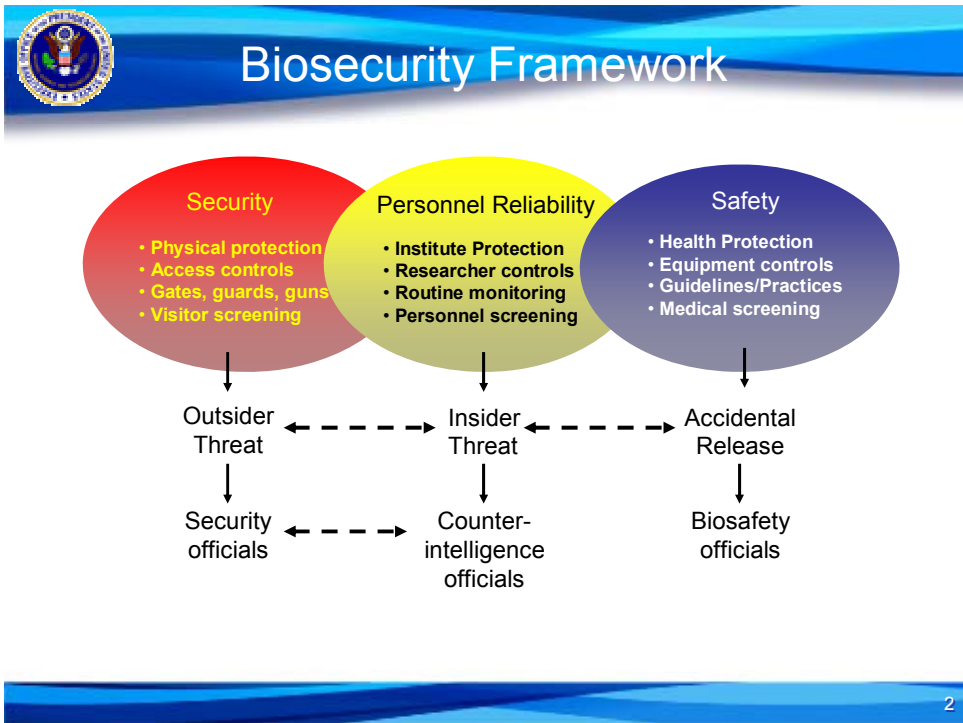 Biosecurity Framework
Security
• Physical protection
• Access controls
• Gates, guards, guns
• Visitor screening
Personnel Reliability
• Institute Protection
• Researcher controls
• Routine monitoring
• Personnel screening
Safety
• Health Protection
• Equipment controls
• Guidelines/Practices
• Medical screening
Outsider
Threat
Insider
Threat
Accidental
Release
Security
officials
Counter-
intelligence
officials
Biosafety
officials
2